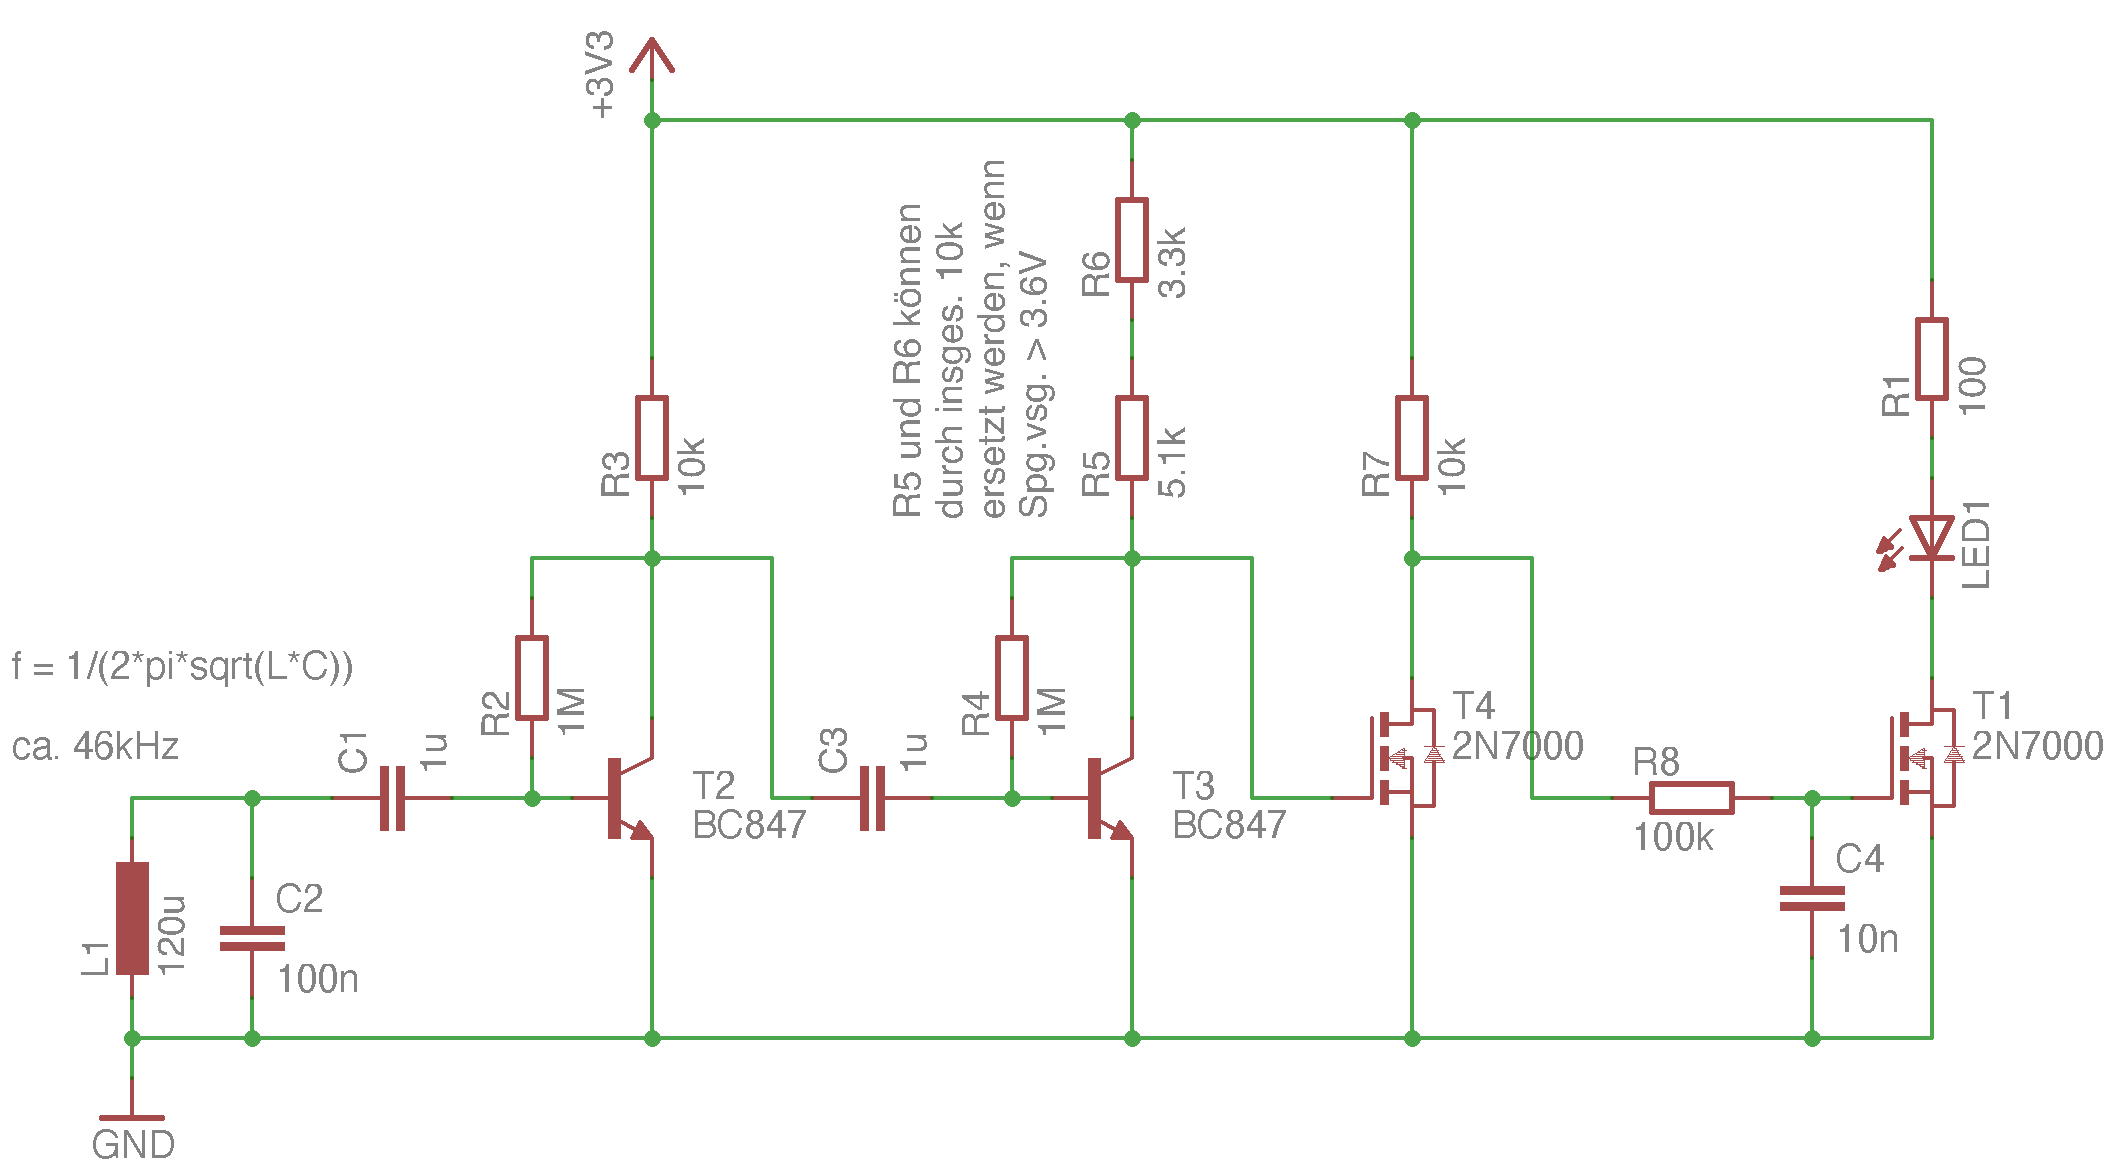 +3V3
R5 und R6 können
durch insges. 10k
ersetzt werden, wenn
Spg.vsg. > 3.6V
R6
3.3k
R3
10k
R5
5.1k
R7
10k
R1
100
LED1
f = 1/(2*pi*sqrt(L*C))
ca. 46kHz
C1
1u
R2
1M
T2
BC847
C3
1u
R4
1M
T3
BC847
T4
2N7000
R8
100k
T1
2N7000
L1
120u
C2
100n
C4
10n
GND